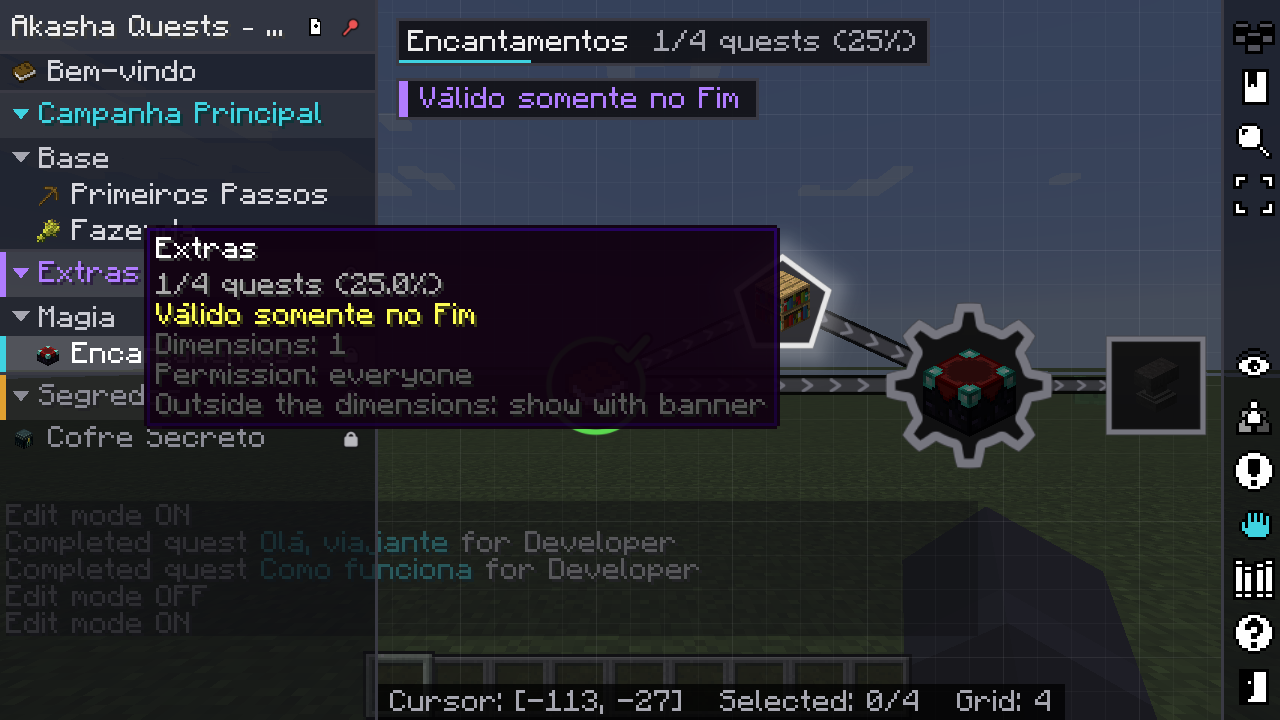 Akasha Quests - ...
Bem-vindo
Campanha Principal
Base
Primeiros Passos
Extras
Magia
Cofre Secreto
Encantamentos 1/4 quests (25%)
Válido somente no Fim
Extras
1/4 quests (25.0%)
Válido somente no Fim
Dimensions: 1
Permission: everyone
Outside the dimensions: show with banner
Edit mode ON
Completed quest Olá, viajante for Developer
Completed quest Como funciona for Developer
Edit mode OFF
Edit mode ON
Cursor: [-113, -27] Selected: 0/4 Grid: 4